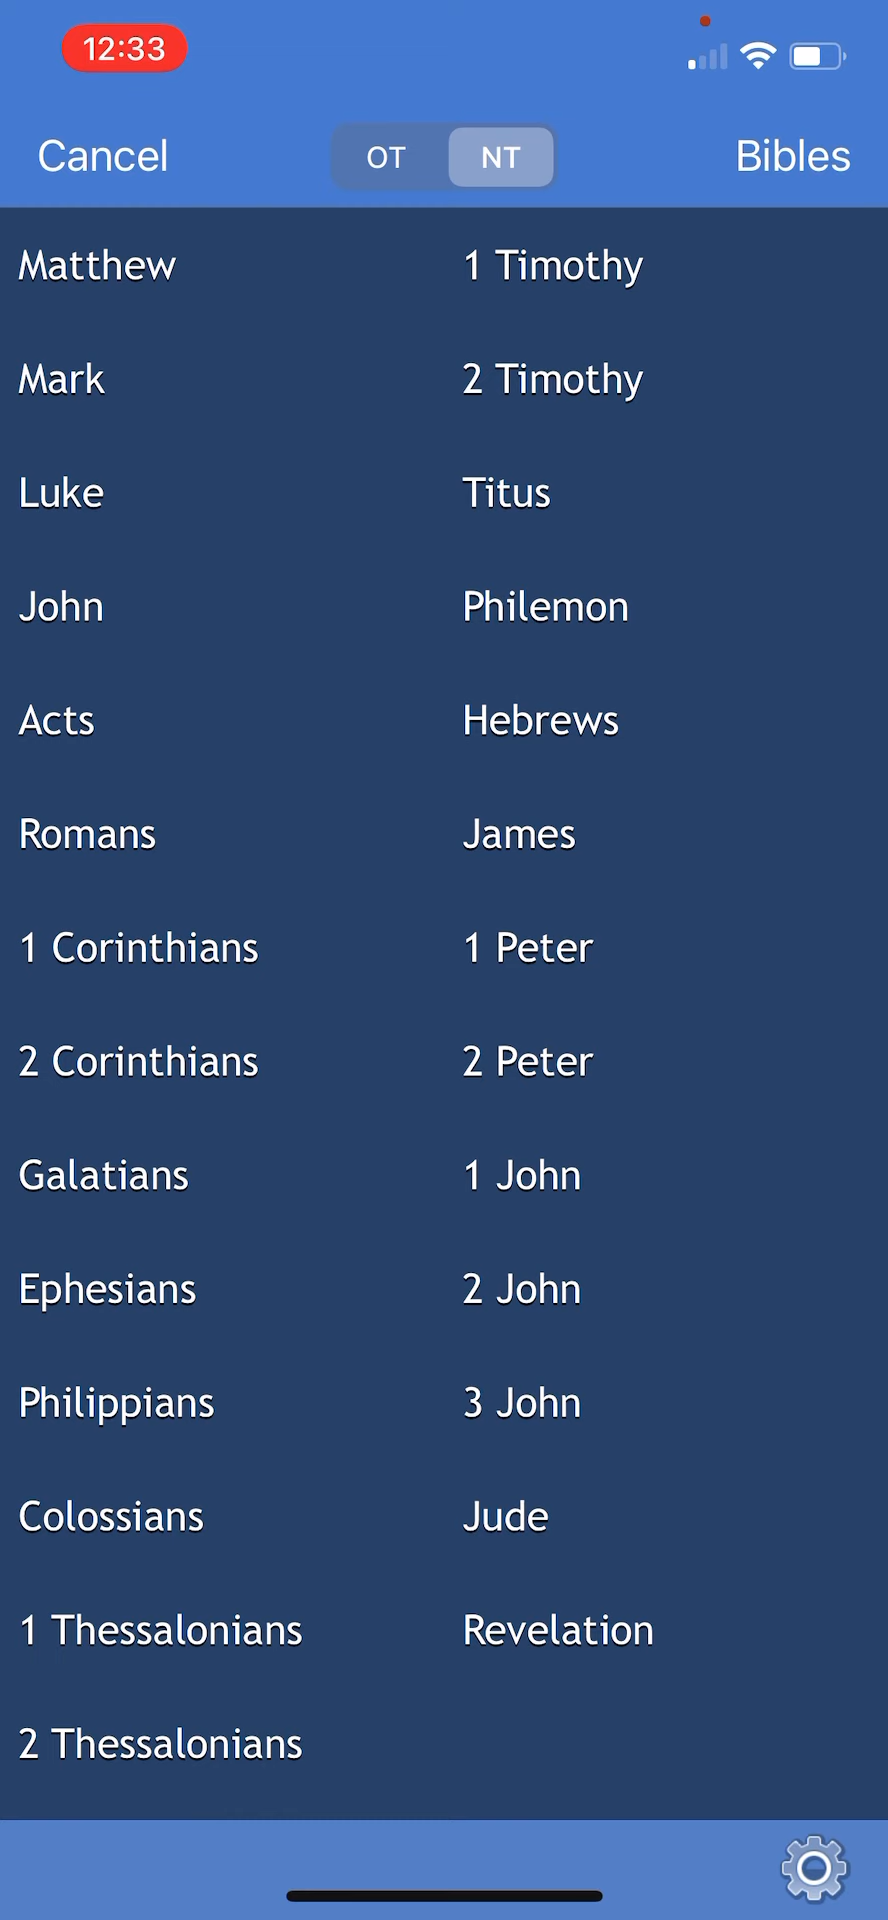 12:33
Cancel
OT
NT
Bibles
Matthew
Mark
Luke
John
Acts
Romans
1 Corinthians
2 Corinthians
Galatians
Ephesians
Philippians
Colossians
1 Thessalonians
2 Thessalonians
1 Timothy
2 Timothy
Titus
Philemon
Hebrews
James
1 Peter
2 Peter
1 John
2 John
3 John
Jude
Revelation